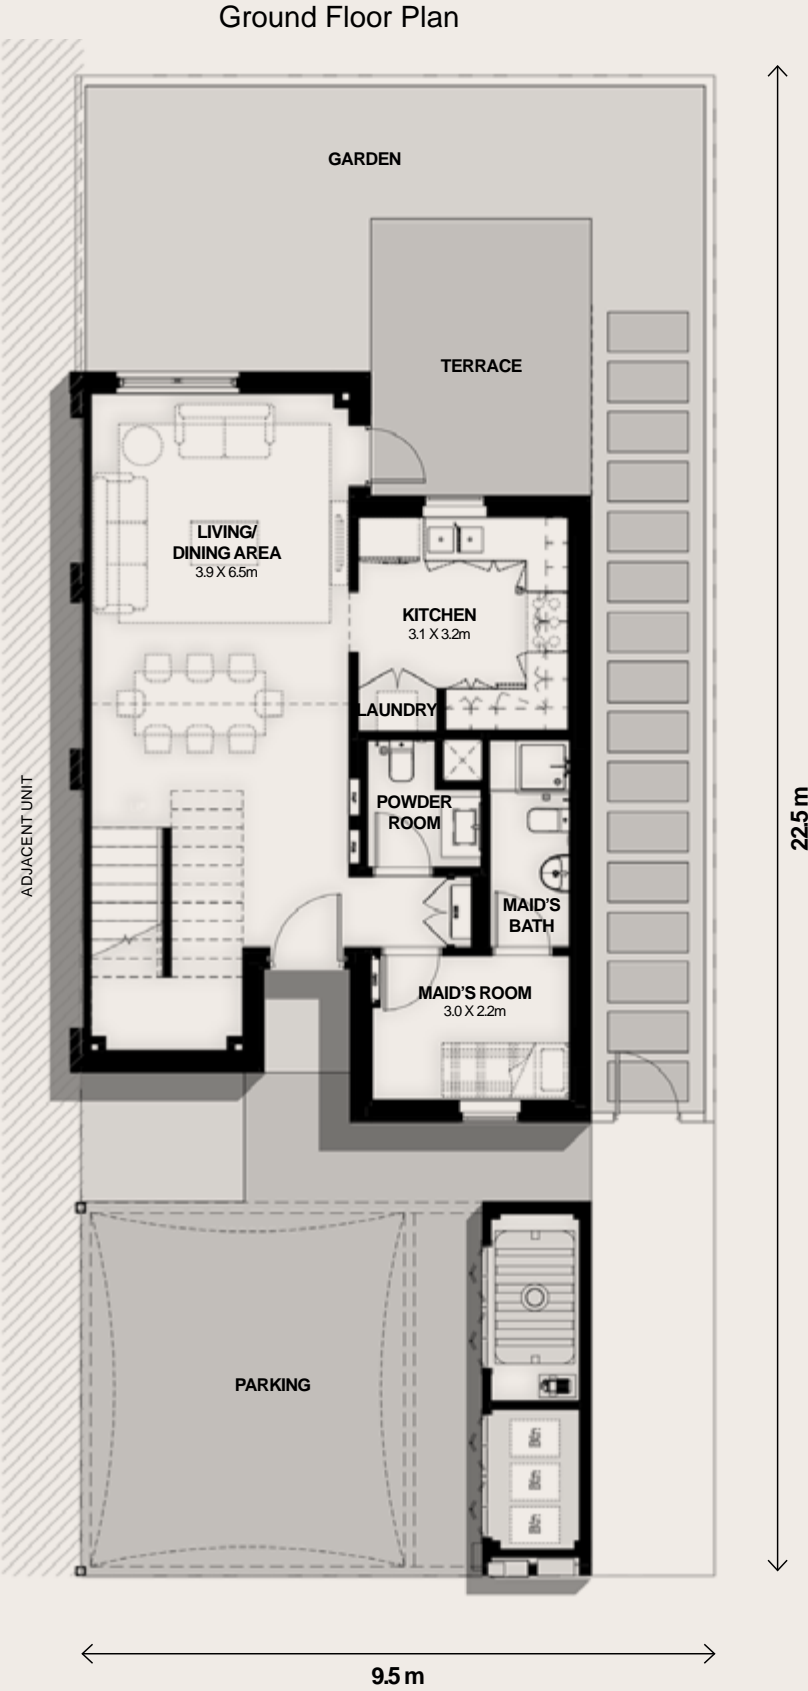 Ground Floor Plan
GARDEN
TERRACE
LIVING/
DINING AREA
3.9 X 6.5m
KITCHEN
3.1 X 3.2m
LAUNDRY
POWDER
ROOM
MAID'S
BATH
MAID'S ROOM
3.0 X 2.2m
ADJACENT UNIT
22.5 m
PARKING
9.5 m